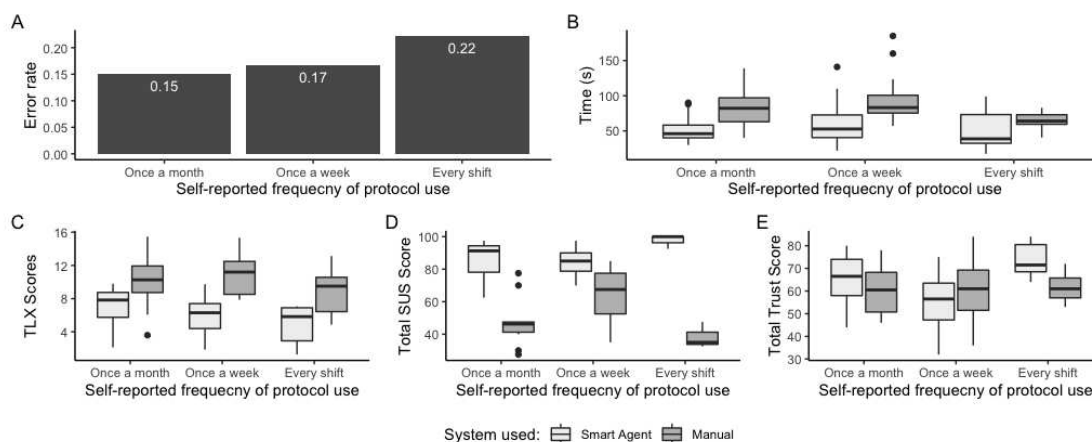 A
Error rate
0.20
0.15
0.10
0.05
0.00
0.15
0.17
0.22
Once a month Once a week Every shift
Self-reported frequecny of protocol use
B
Time (s)
150
100
50
Once a month Once a week Every shift
Self-reported frequecny of protocol use
C
TLX Scores
16
12
8
4
Once a month Once a week Every shift
Self-reported frequecny of protocol use
D
Total SUS Score
100
80
60
40
Once a month Once a week Every shift
Self-reported frequecny of protocol use
E
Total Trust Score
80
70
60
50
40
30
Once a month Once a week Every shift
Self-reported frequecny of protocol use
System used: Smart Agent Manual